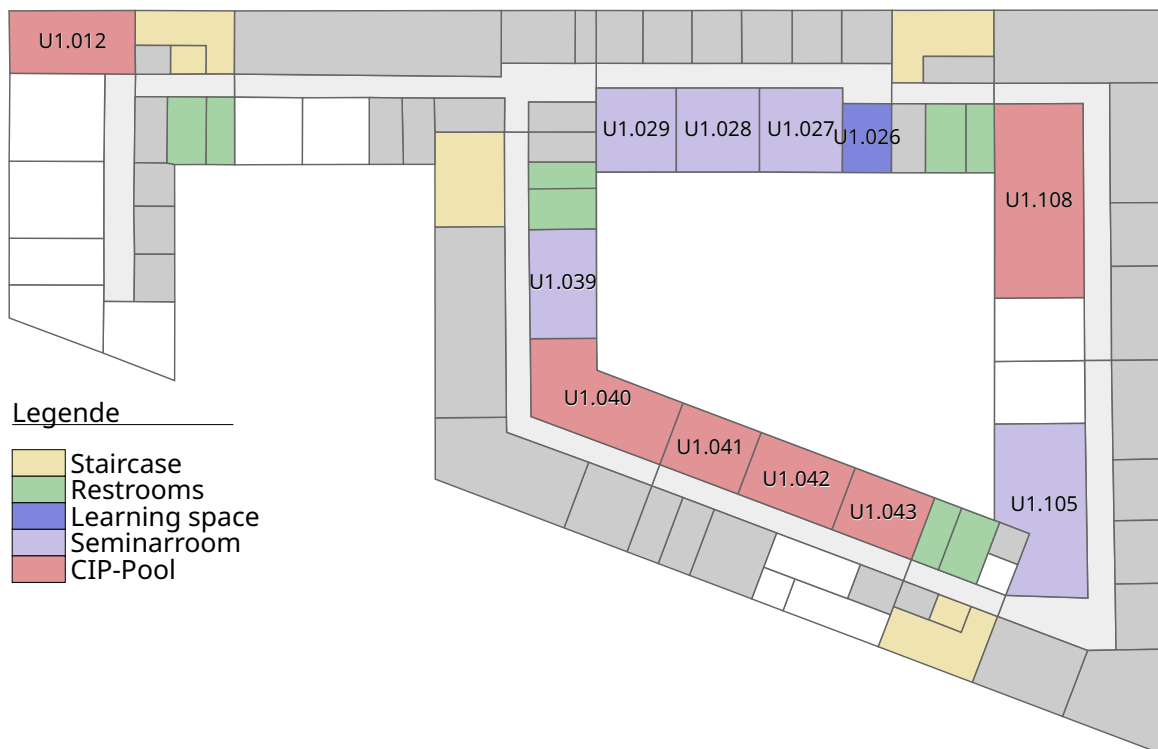 U1.012
U1.029
U1.028
U1.027
U1.026
U1.108
U1.039
U1.040
U1.041
U1.042
U1.043
U1.105
Legende
Staircase
Restrooms
Learning space
Seminarroom
CIP-Pool